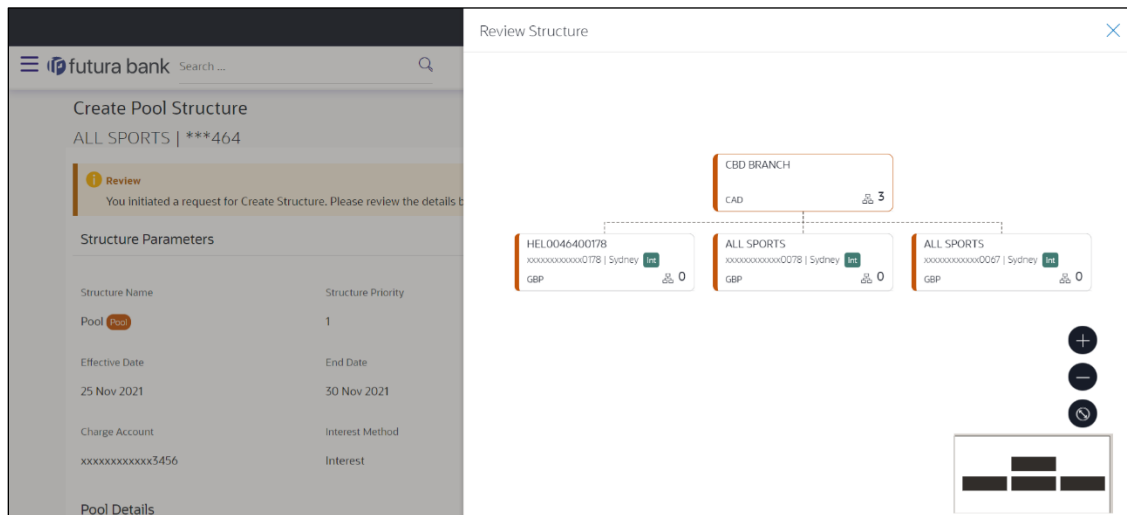 Review Structure
futura bank Search ...
Create Pool Structure
ALL SPORTS | ***464
Review
You initiated a request for Create Structure. Please review the details b
Structure Parameters
Structure Name Structure Priority
Pool Pool 1
Effective Date End Date
25 Nov 2021 30 Nov 2021
Charge Account Interest Method
xxxxxxxxxxxx3456 Interest
Pool Details
CBD BRANCH
CAD 3
HEL0046400178
xxxxxxxxxxxx0178 | Sydney Int
GBP 0
ALL SPORTS
xxxxxxxxxxxx0078 | Sydney Int
GBP 0
ALL SPORTS
xxxxxxxxxxxx0067 | Sydney Int
GBP 0